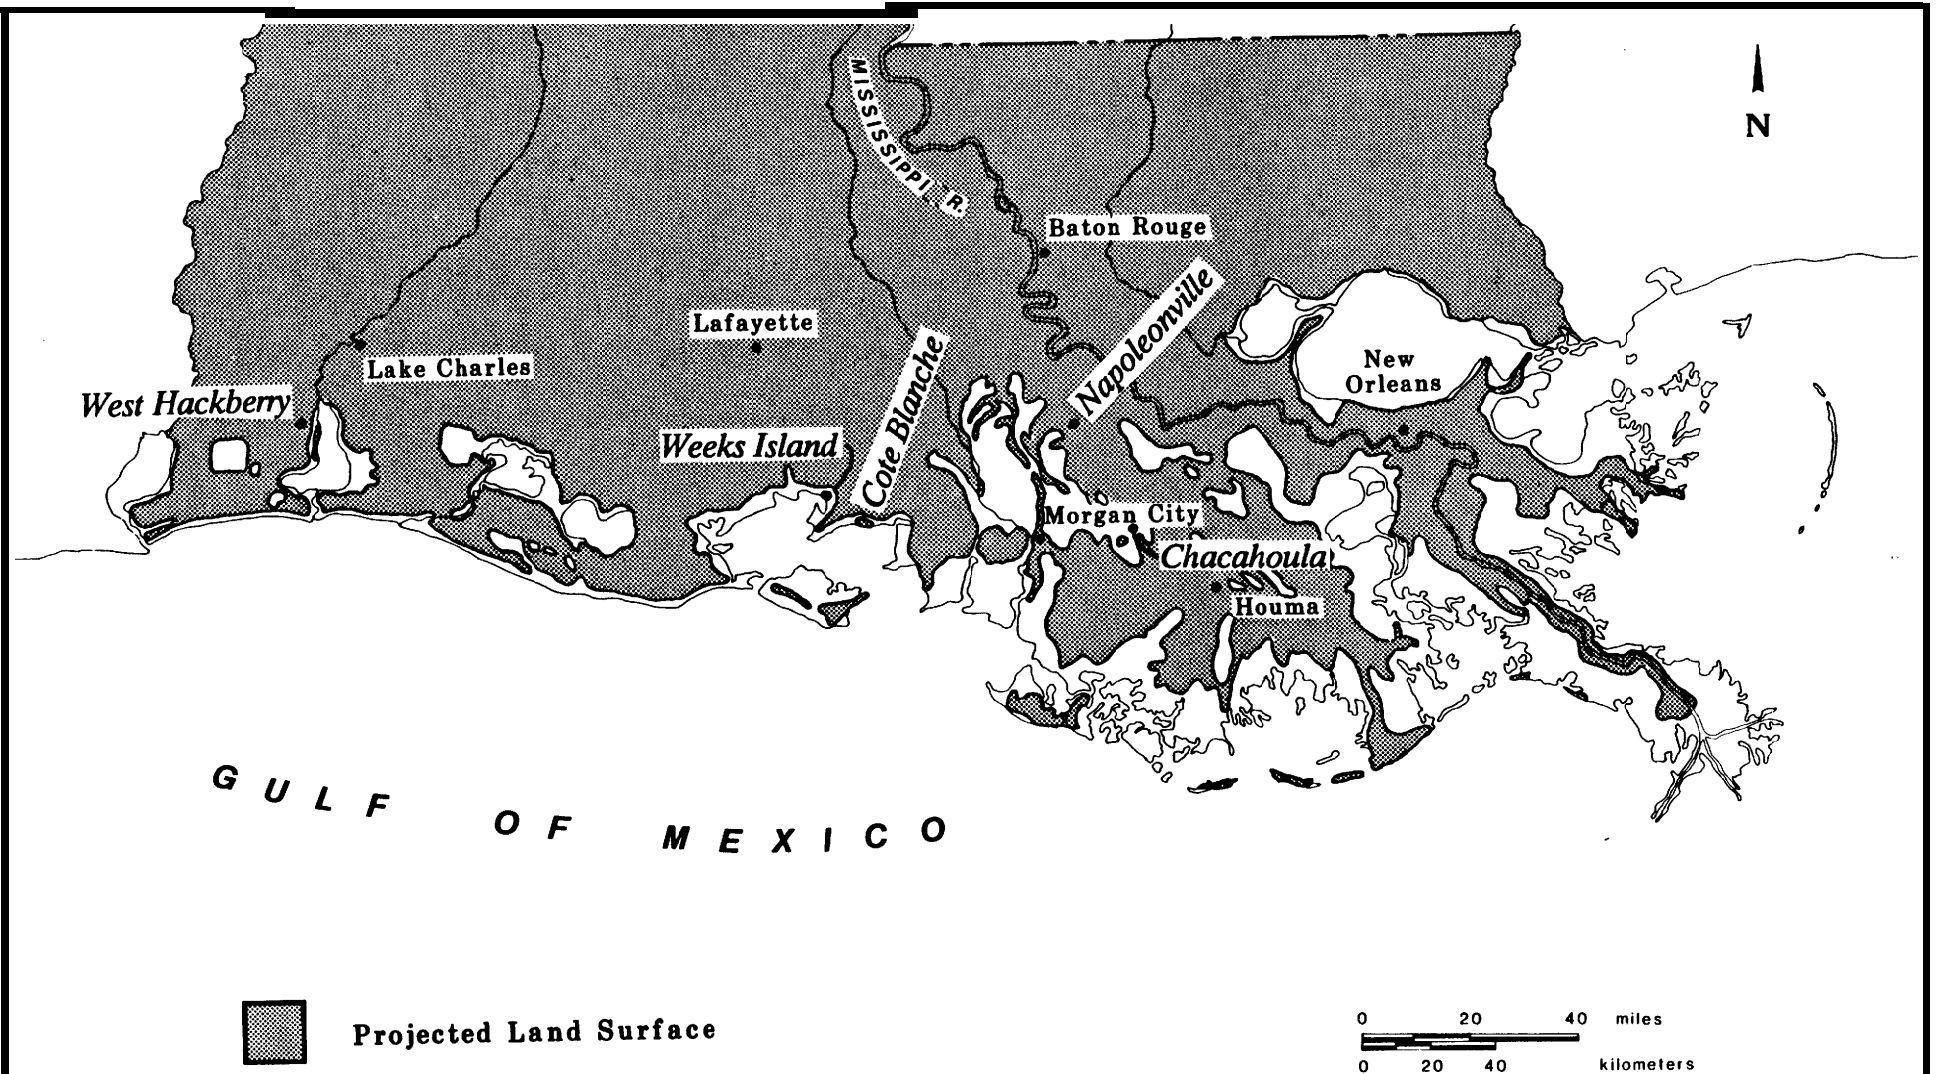 MISSISSIPPI R.
N
Baton Rouge
Napoleonville
Lafayette
Cote Blanche
Lake Charles
New
Orleans
West Hackberry
Weeks Island
Morgan City
Chacahoula
Houma
GULF OF MEXICO
Projected Land Surface
0 20 40 miles
0 20 40 kilometers